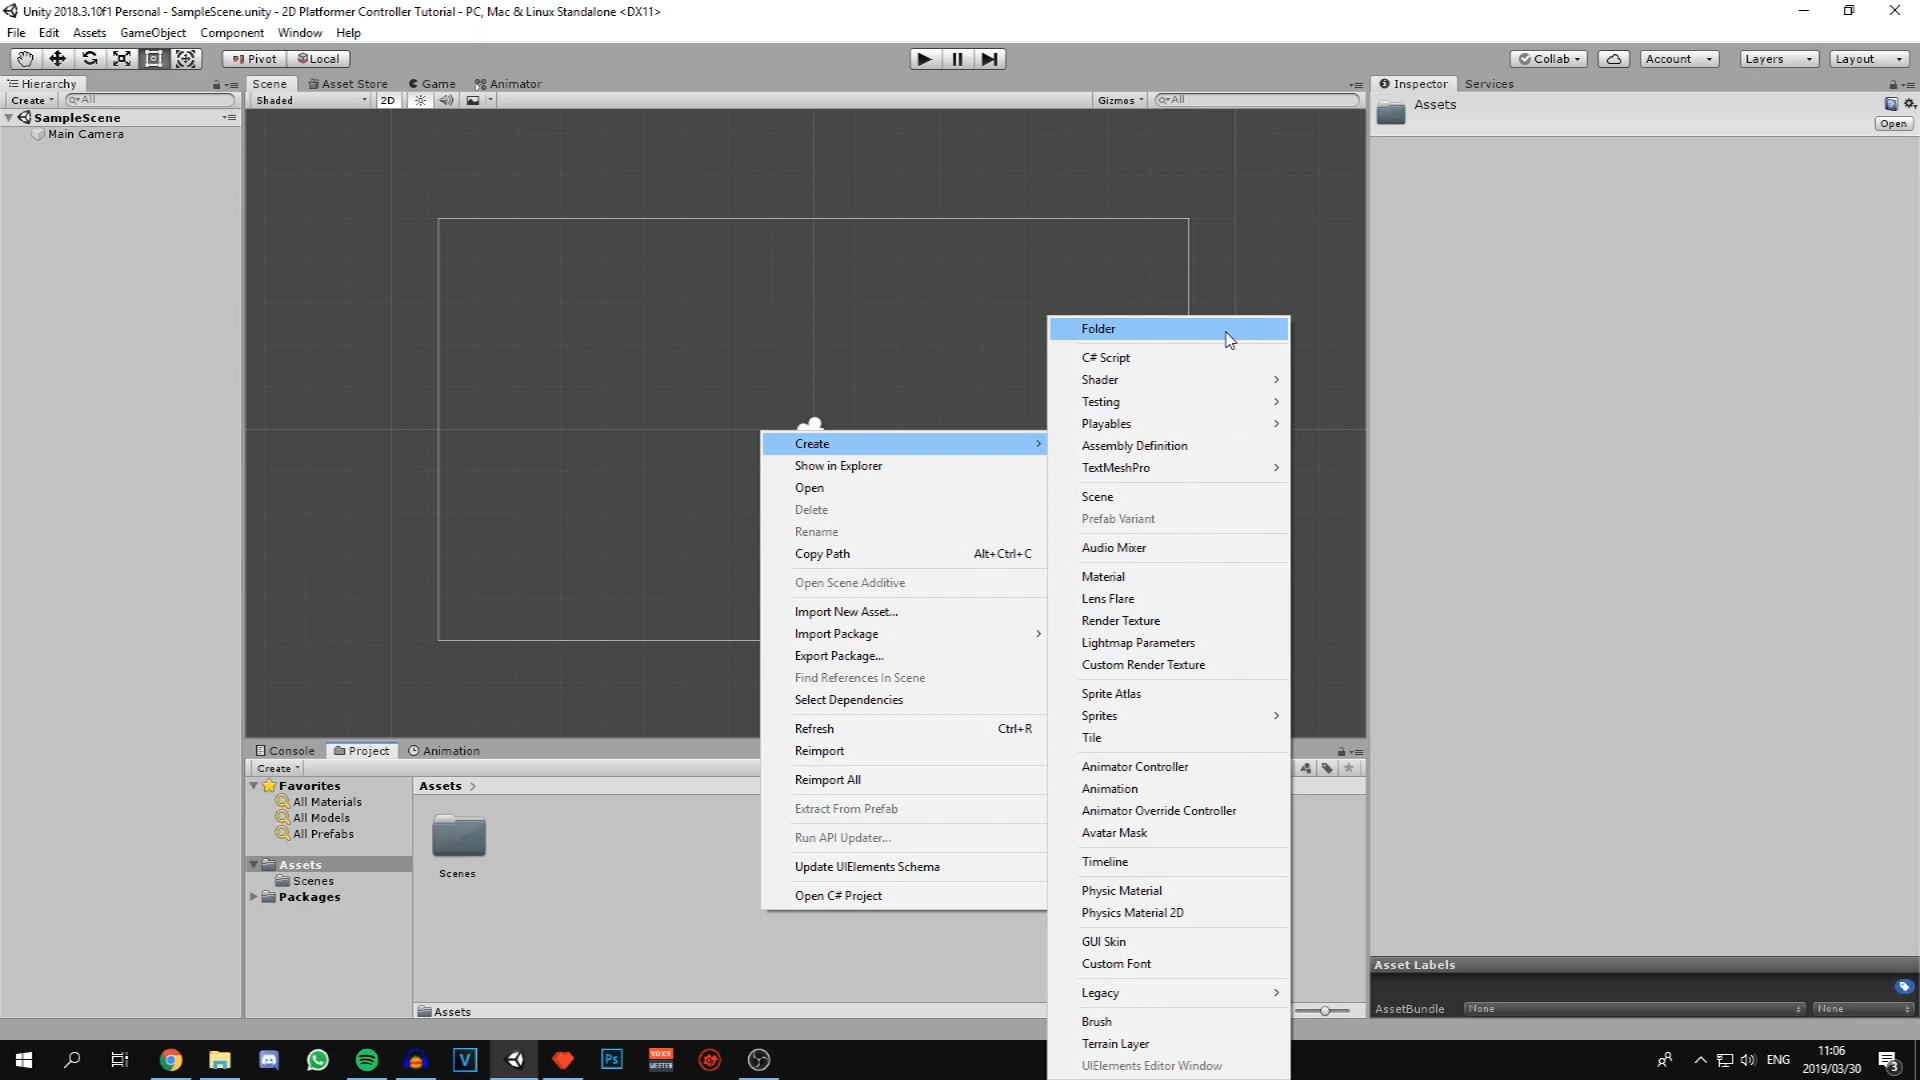 Unity 2018.3.10f1 Personal - SampleScene.unity - 2D Platformer Controller Tutorial - PC, Mac & Linux Standalone <DX11>
File Edit Assets GameObject Component Window Help
Pivot Local Collab Account Layers Layout
Hierarchy Scene Asset Store Game Animator Inspector Services
Create All Shaded 2D Gizmos All
Assets
Open
SampleScene
Main Camera
Folder
C# Script
Shader
Testing
Playables
Assembly Definition
TextMeshPro
Scene
Prefab Variant
Audio Mixer
Material
Lens Flare
Render Texture
Lightmap Parameters
Custom Render Texture
Sprite Atlas
Sprites
Tile
Animator Controller
Animation
Animator Override Controller
Avatar Mask
Timeline
Physic Material
Physics Material 2D
GUI Skin
Custom Font
Legacy
Brush
Terrain Layer
UIElements Editor Window
Create
Show in Explorer
Open
Delete
Rename
Copy Path Alt+Ctrl+C
Open Scene Additive
Import New Asset...
Import Package
Export Package...
Find References In Scene
Select Dependencies
Refresh Ctrl+R
Reimport
Reimport All
Extract From Prefab
Run API Updater...
Update UIElements Schema
Open C# Project
Console Project Animation
Create
Favorites
All Materials
All Models
All Prefabs
Assets
Scenes
Packages
Assets
Scenes
Assets
Asset Labels
AssetBundle None None
V
Ps
VOICE
ENG
11:06
2019/03/30
3